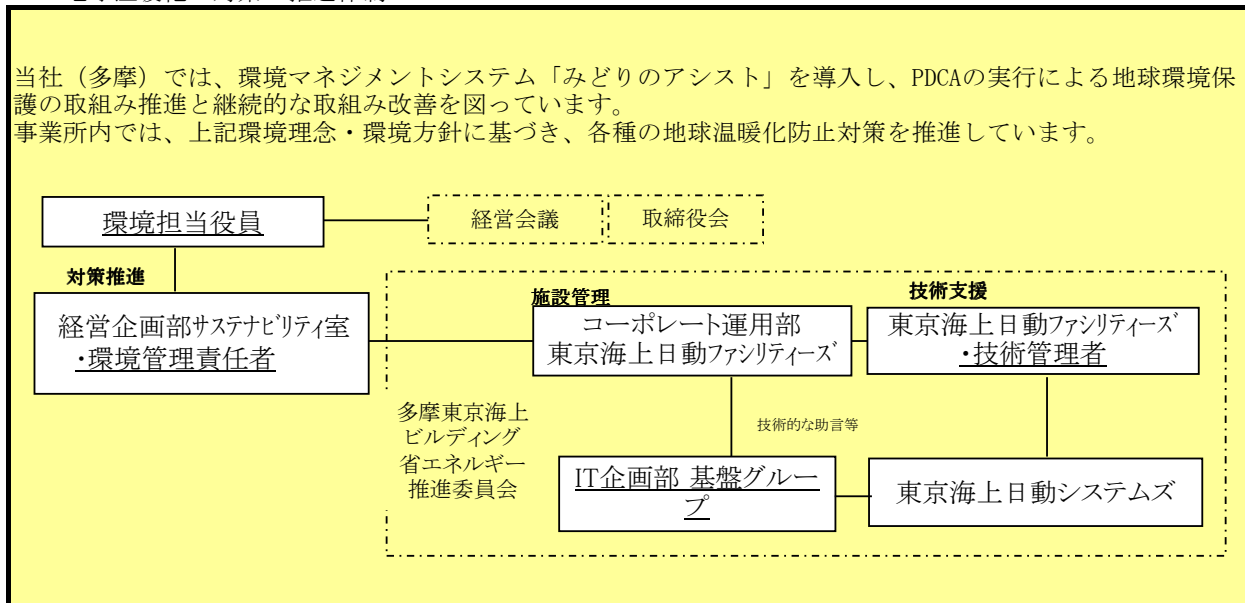 当社（多摩）では、環境マネジメントシステム「みどりのアシスト」を導入し、PDCAの実行による地球環境保
護の取組み推進と継続的な取組み改善を図っています。
事業所内では、上記環境理念・環境方針に基づき、各種の地球温暖化防止対策を推進しています。
環境担当役員
経営会議
取締役会
対策推進
経営企画部ｻｽﾃﾅﾋﾞﾘﾃｨ室
・環境管理責任者
施設管理
コーポレート運用部
東京海上日動ﾌｧｼﾘﾃｨｰｽﾞ
技術支援
東京海上日動ﾌｧｼﾘﾃｨｰｽﾞ
・技術管理者
多摩東京海上
ビルディング
省エネルギー
推進委員会
技術的な助言等
IT企画部 基盤グルー
プ
東京海上日動システムズ